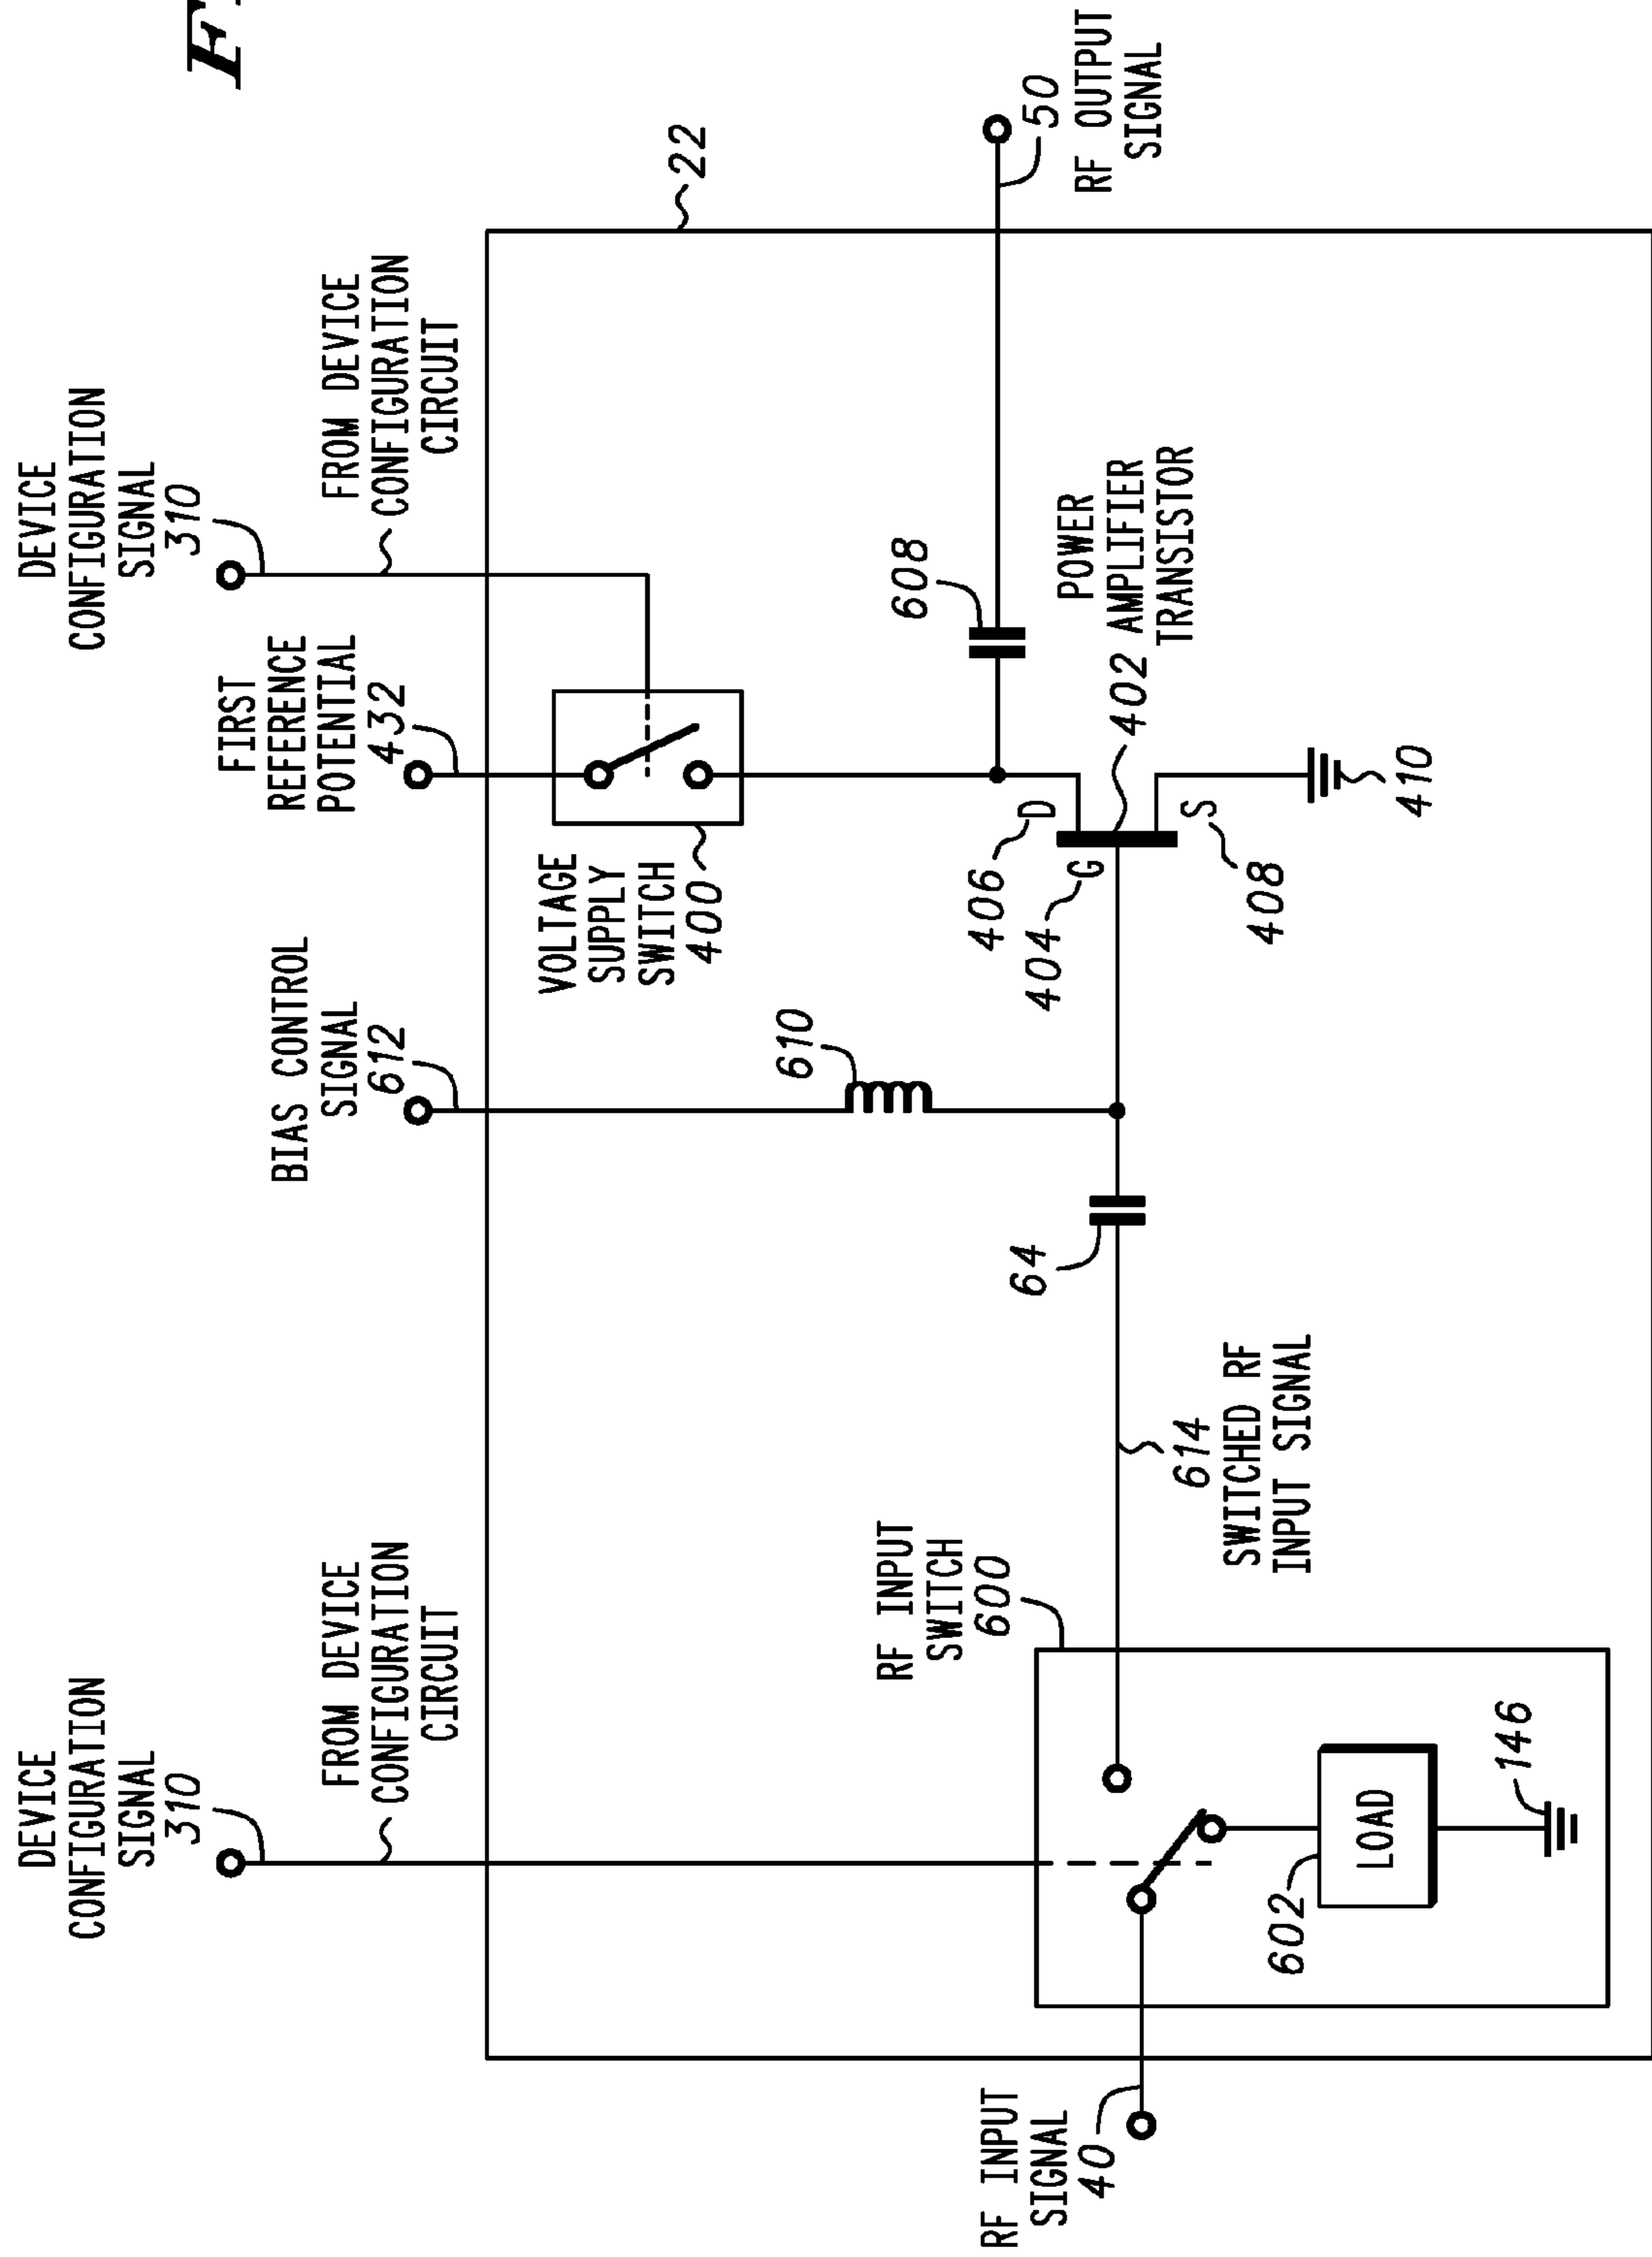 DEVICE
CONFIGURATION
SIGNAL
310
FROM DEVICE
CONFIGURATION
CIRCUIT
BIAS CONTROL
SIGNAL
612
FIRST
REFERENCE
POTENTIAL
432
DEVICE
CONFIGURATION
SIGNAL
310
FROM DEVICE
CONFIGURATION
CIRCUIT
22
VOLTAGE
SUPPLY
SWITCH
400
610
608
RF INPUT
SIGNAL
40
RF INPUT
SWITCH
600
602
LOAD
146
614
SWITCHED RF
INPUT SIGNAL
64
404
G
406
D
S
408
410
POWER
402 AMPLIFIER
TRANSISTOR
50
RF OUTPUT
SIGNAL